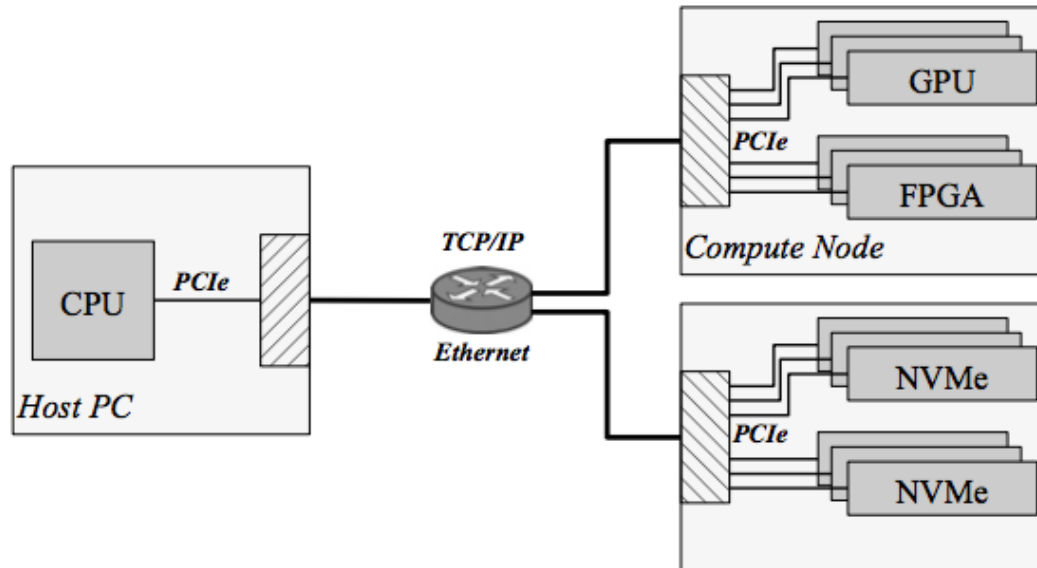 GPU
PCIe
FPGA
Compute Node
TCP/IP
CPU
PCIe
Ethernet
Host PC
NVMe
PCIe
NVMe